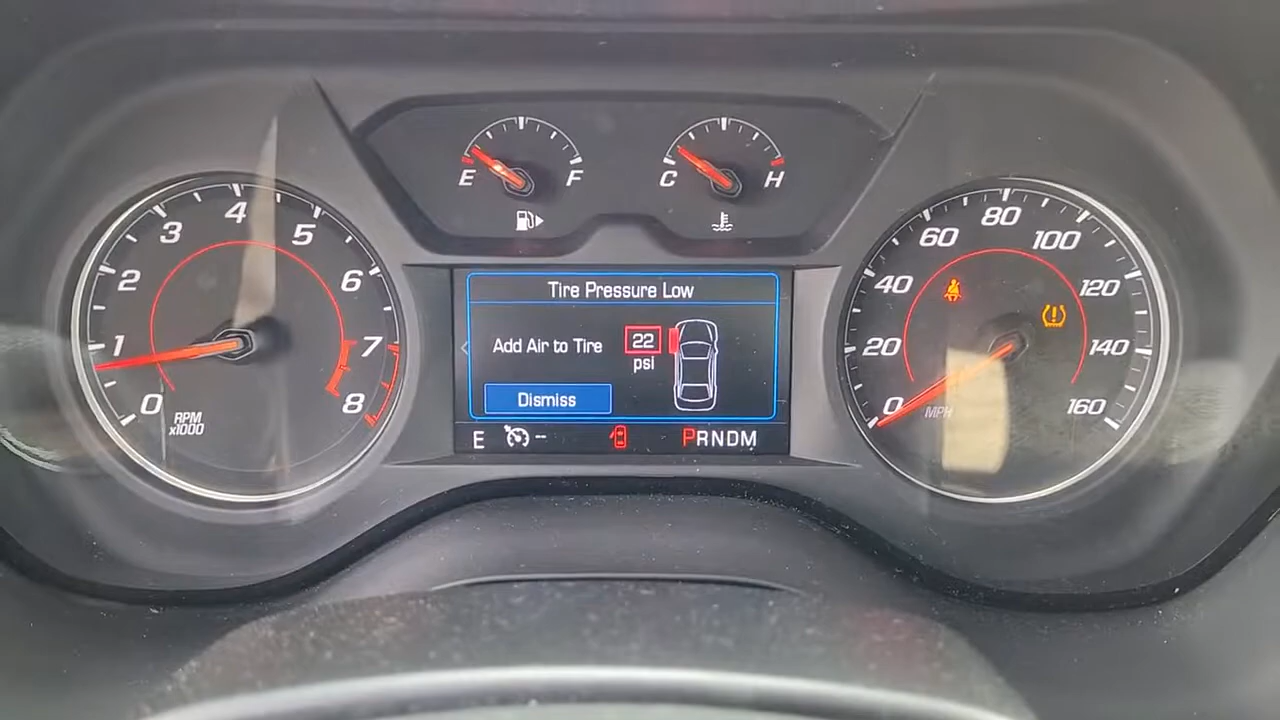 E F
C H
0 1 2 3 4 5 6 7 8
RPM
x1000
Tire Pressure Low
Add Air to Tire
22
psi
Dismiss
E -- PRNDM
0 20 40 60 80 100 120 140 160
MPH